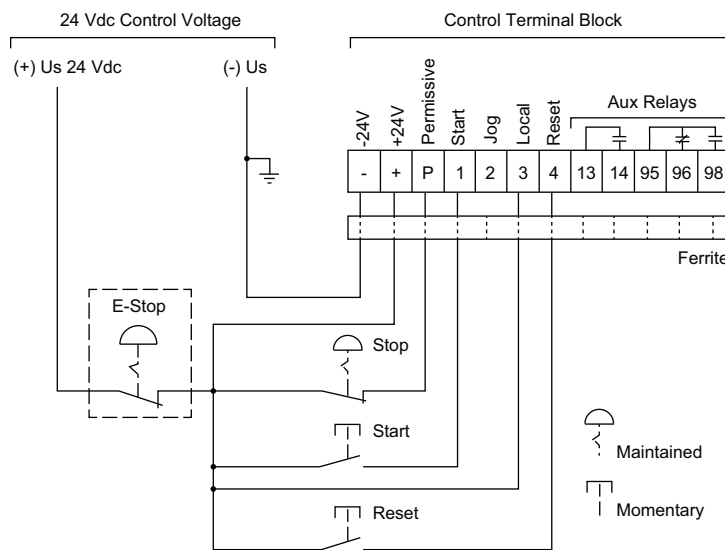 24 Vdc Control Voltage
Control Terminal Block
(+) Us 24 Vdc
(-) Us
-24V
+24V
Permissive
Start
Jog
Local
Reset
Aux Relays
- + P 1 2 3 4 13 14 95 96 98
Ferrite
E-Stop
Stop
Start
Maintained
Reset
Momentary